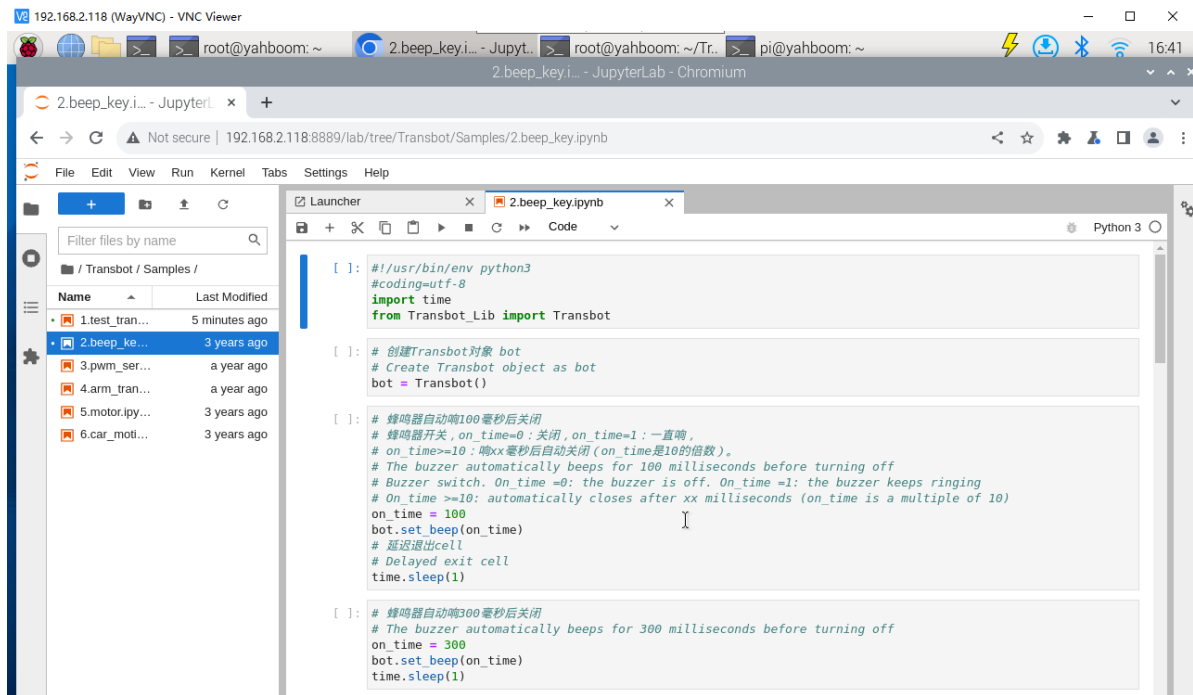 192.168.2.118 (WayVNC) - VNC Viewer
root@yahboom: ~
2.beep_key.i... - Jupyt..
root@yahboom: ~/Tr..
pi@yahboom: ~
16:41
2.beep_key.i... - JupyterLab - Chromium
2.beep_key.i... - JupyterL
Not secure
192.168.2.118:8889/lab/tree/Transbot/Samples/2.beep_key.ipynb
File Edit View Run Kernel Tabs Settings Help
Filter files by name
/ Transbot / Samples /
Name Last Modified
1.test_tran... 5 minutes ago
2.beep_ke... 3 years ago
3.pwm_ser... a year ago
4.arm_tran... a year ago
5.motor.ipy... 3 years ago
6.car_moti... 3 years ago
Launcher
2.beep_key.ipynb
Code
Python 3
[ ]: #!/usr/bin/env python3
#coding=utf-8
import time
from Transbot_Lib import Transbot
[ ]: # 创建Transbot对象 bot
# Create Transbot object as bot
bot = Transbot()
[ ]: # 蜂鸣器自动响100毫秒后关闭
# 蜂鸣器开关，on_time=0：关闭，on_time=1：一直响，
# on_time>=10：响xx毫秒后自动关闭（on_time是10的倍数）。
# The buzzer automatically beeps for 100 milliseconds before turning off
# Buzzer switch. On_time =0: the buzzer is off. On_time =1: the buzzer keeps ringing
# On_time >=10: automatically closes after xx milliseconds (on_time is a multiple of 10)
on_time = 100
bot.set_beep(on_time)
# 延迟退出cell
# Delayed exit cell
time.sleep(1)
[ ]: # 蜂鸣器自动响300毫秒后关闭
# The buzzer automatically beeps for 300 milliseconds before turning off
on_time = 300
bot.set_beep(on_time)
time.sleep(1)